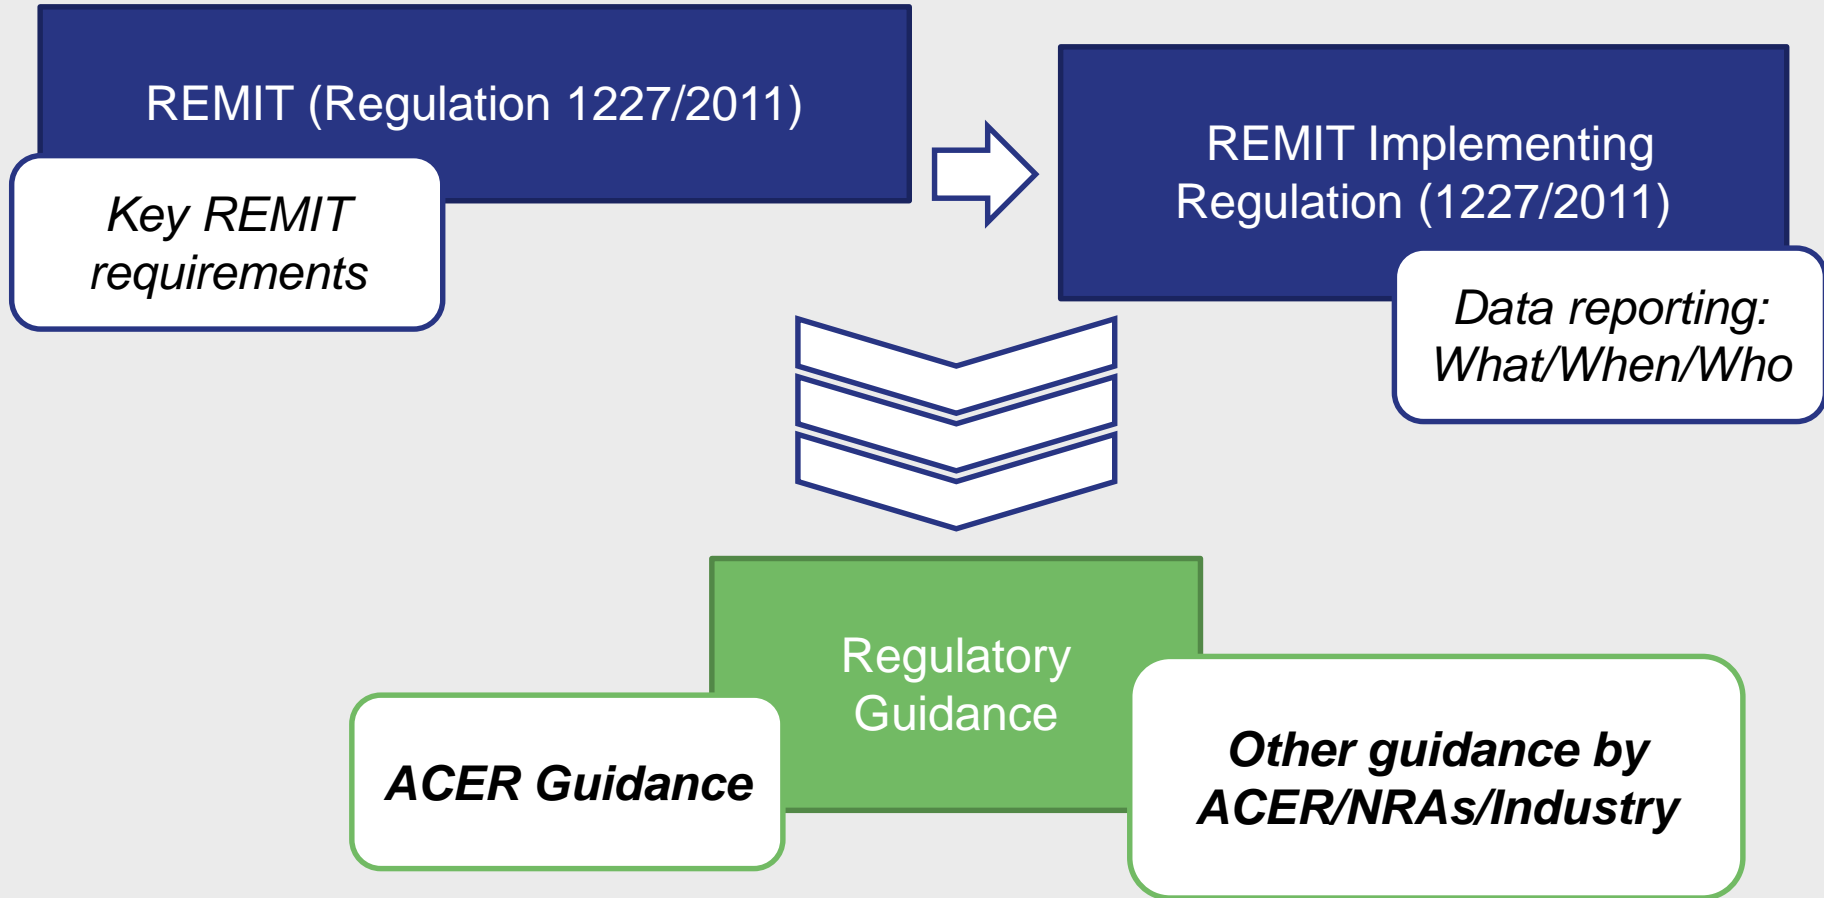 REMIT (Regulation 1227/2011)
Key REMIT
requirements
REMIT Implementing
Regulation (1227/2011)
Data reporting:
What/When/Who
Regulatory
Guidance
ACER Guidance
Other guidance by
ACER/NRAs/Industry